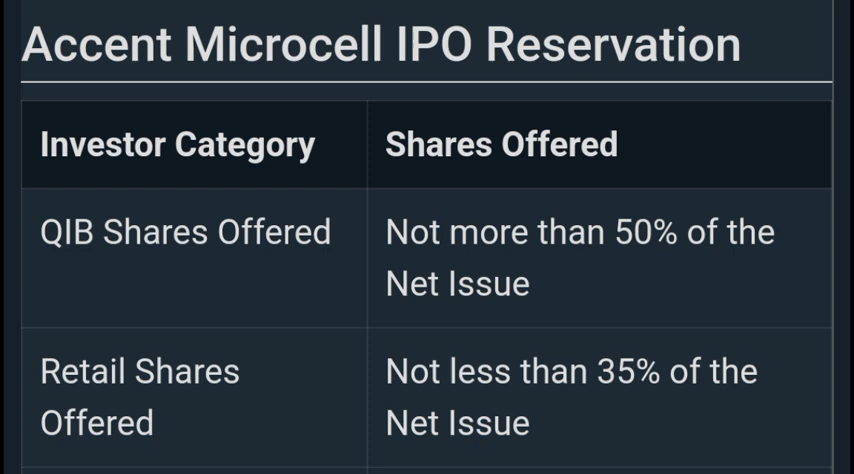 Accent Microcell IPO Reservation
Investor Category
Shares Offered
QIB Shares Offered
Not more than 50% of the
Net Issue
Retail Shares
Offered
Not less than 35% of the
Net Issue